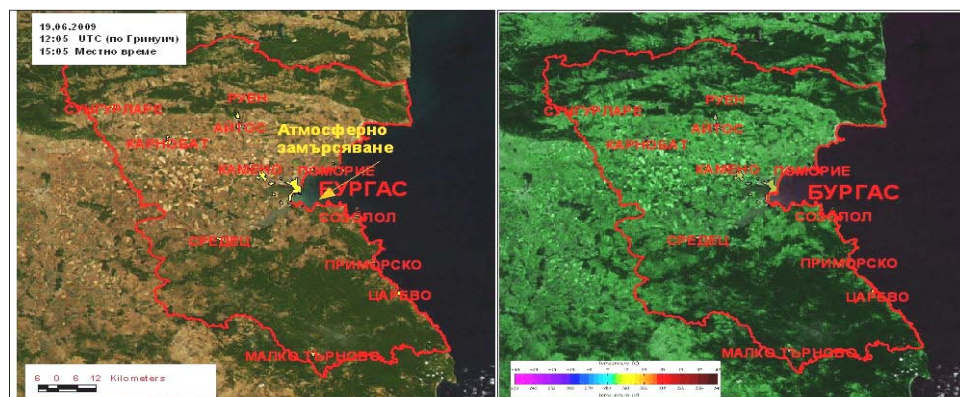 19.06.2009
12:05 UTC (по Гринуич)
15:05 Местно време
РУЕН
СУНГУРЛАРЕ
АЙТОС
Атмосферно
замърсяване
КАРНОБАТ
КАМЕНО
ПОМОРИЕ
БУРГАС
СОЗОПОЛ
СРЕДЕЦ
ПРИМОРСКО
ЦАРЕВО
МАЛКО ТЪРНОВО
6 0 6 12 Kilometers
РУЕН
СУНГУРЛАРЕ
АЙТОС
КАРНОБАТ
КАМЕНО
ПОМОРИЕ
БУРГАС
СОЗОПОЛ
СРЕДЕЦ
ПРИМОРСКО
ЦАРЕВО
МАЛКО ТЪРНОВО